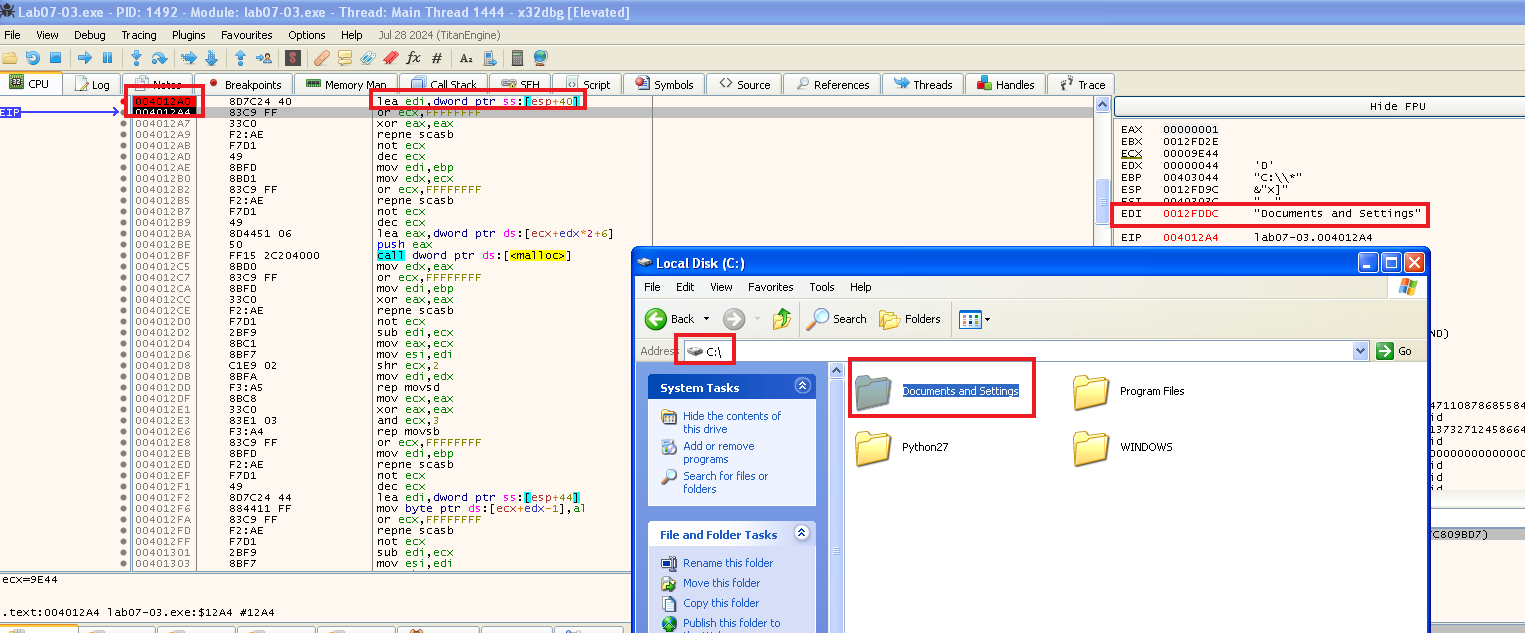 Lab07-03.exe - PID: 1492 - Module: lab07-03.exe - Thread: Main Thread 1444 - x32dbg [Elevated]
File View Debug Tracing Plugins Favourites Options Help Jul 28 2024 (TitanEngine)
CPU Log Notes Breakpoints Memory Map Call Stack SEH Script Symbols Source References Threads Handles Trace
004012A0 8D7C24 40 lea edi,dword ptr ss:[esp+40]
EIP 004012A4 83C9 FF or ecx,FFFFFFFF
004012A7 33C0 xor eax,eax
004012A9 F2:AE repne scasb
004012AB F7D1 not ecx
004012AD 49 dec ecx
004012AE 8BFD mov edi,ebp
004012B0 8BD1 mov edx,ecx
004012B2 83C9 FF or ecx,FFFFFFFF
004012B5 F2:AE repne scasb
004012B7 F7D1 not ecx
004012B9 49 dec ecx
004012BA 8D4451 06 lea eax,dword ptr ds:[ecx+edx*2+6]
004012BE 50 push eax
004012BF FF15 2C204000 call dword ptr ds:[<malloc>]
004012C5 8BD0 mov edx,eax
004012C7 83C9 FF or ecx,FFFFFFFF
004012CA 8BFD mov edi,ebp
004012CC 33C0 xor eax,eax
004012CE F2:AE repne scasb
004012D0 F7D1 not ecx
004012D2 2BF9 sub edi,ecx
004012D4 8BC1 mov eax,ecx
004012D6 8BF7 mov esi,edi
004012D8 C1E9 02 shr ecx,2
004012DB 8BFA mov edi,edx
004012DD F3:A5 rep movsd
004012DF 8BC8 mov ecx,eax
004012E1 33C0 xor eax,eax
004012E3 83E1 03 and ecx,3
004012E6 F3:A4 rep movsb
004012E8 83C9 FF or ecx,FFFFFFFF
004012EB 8BFD mov edi,ebp
004012ED F2:AE repne scasb
004012EF F7D1 not ecx
004012F1 49 dec ecx
004012F2 8D7C24 44 lea edi,dword ptr ss:[esp+44]
004012F6 884411 FF mov byte ptr ds:[ecx+edx-1],al
004012FA 83C9 FF or ecx,FFFFFFFF
004012FD F2:AE repne scasb
004012FF F7D1 not ecx
00401301 2BF9 sub edi,ecx
00401303 8BF7 mov esi,edi
ecx=9E44
.text:004012A4 lab07-03.exe:$12A4 #12A4
Hide FPU
EAX 00000001
EBX 0012FD2E
ECX 00009E44
EDX 00000044 'D'
EBP 00403044 "C:\\*"
ESP 0012FD9C &"×]"
EDI 0012FDDC "Documents and Settings"
EIP 004012A4 lab07-03.004012A4
Local Disk (C:)
File Edit View Favorites Tools Help
Back Search Folders
Address C:\ Go
System Tasks
Hide the contents of
this drive
Add or remove
programs
Search for files or
folders
File and Folder Tasks
Rename this folder
Move this folder
Copy this folder
Publish this folder to
Documents and Settings Program Files
Python27 WINDOWS